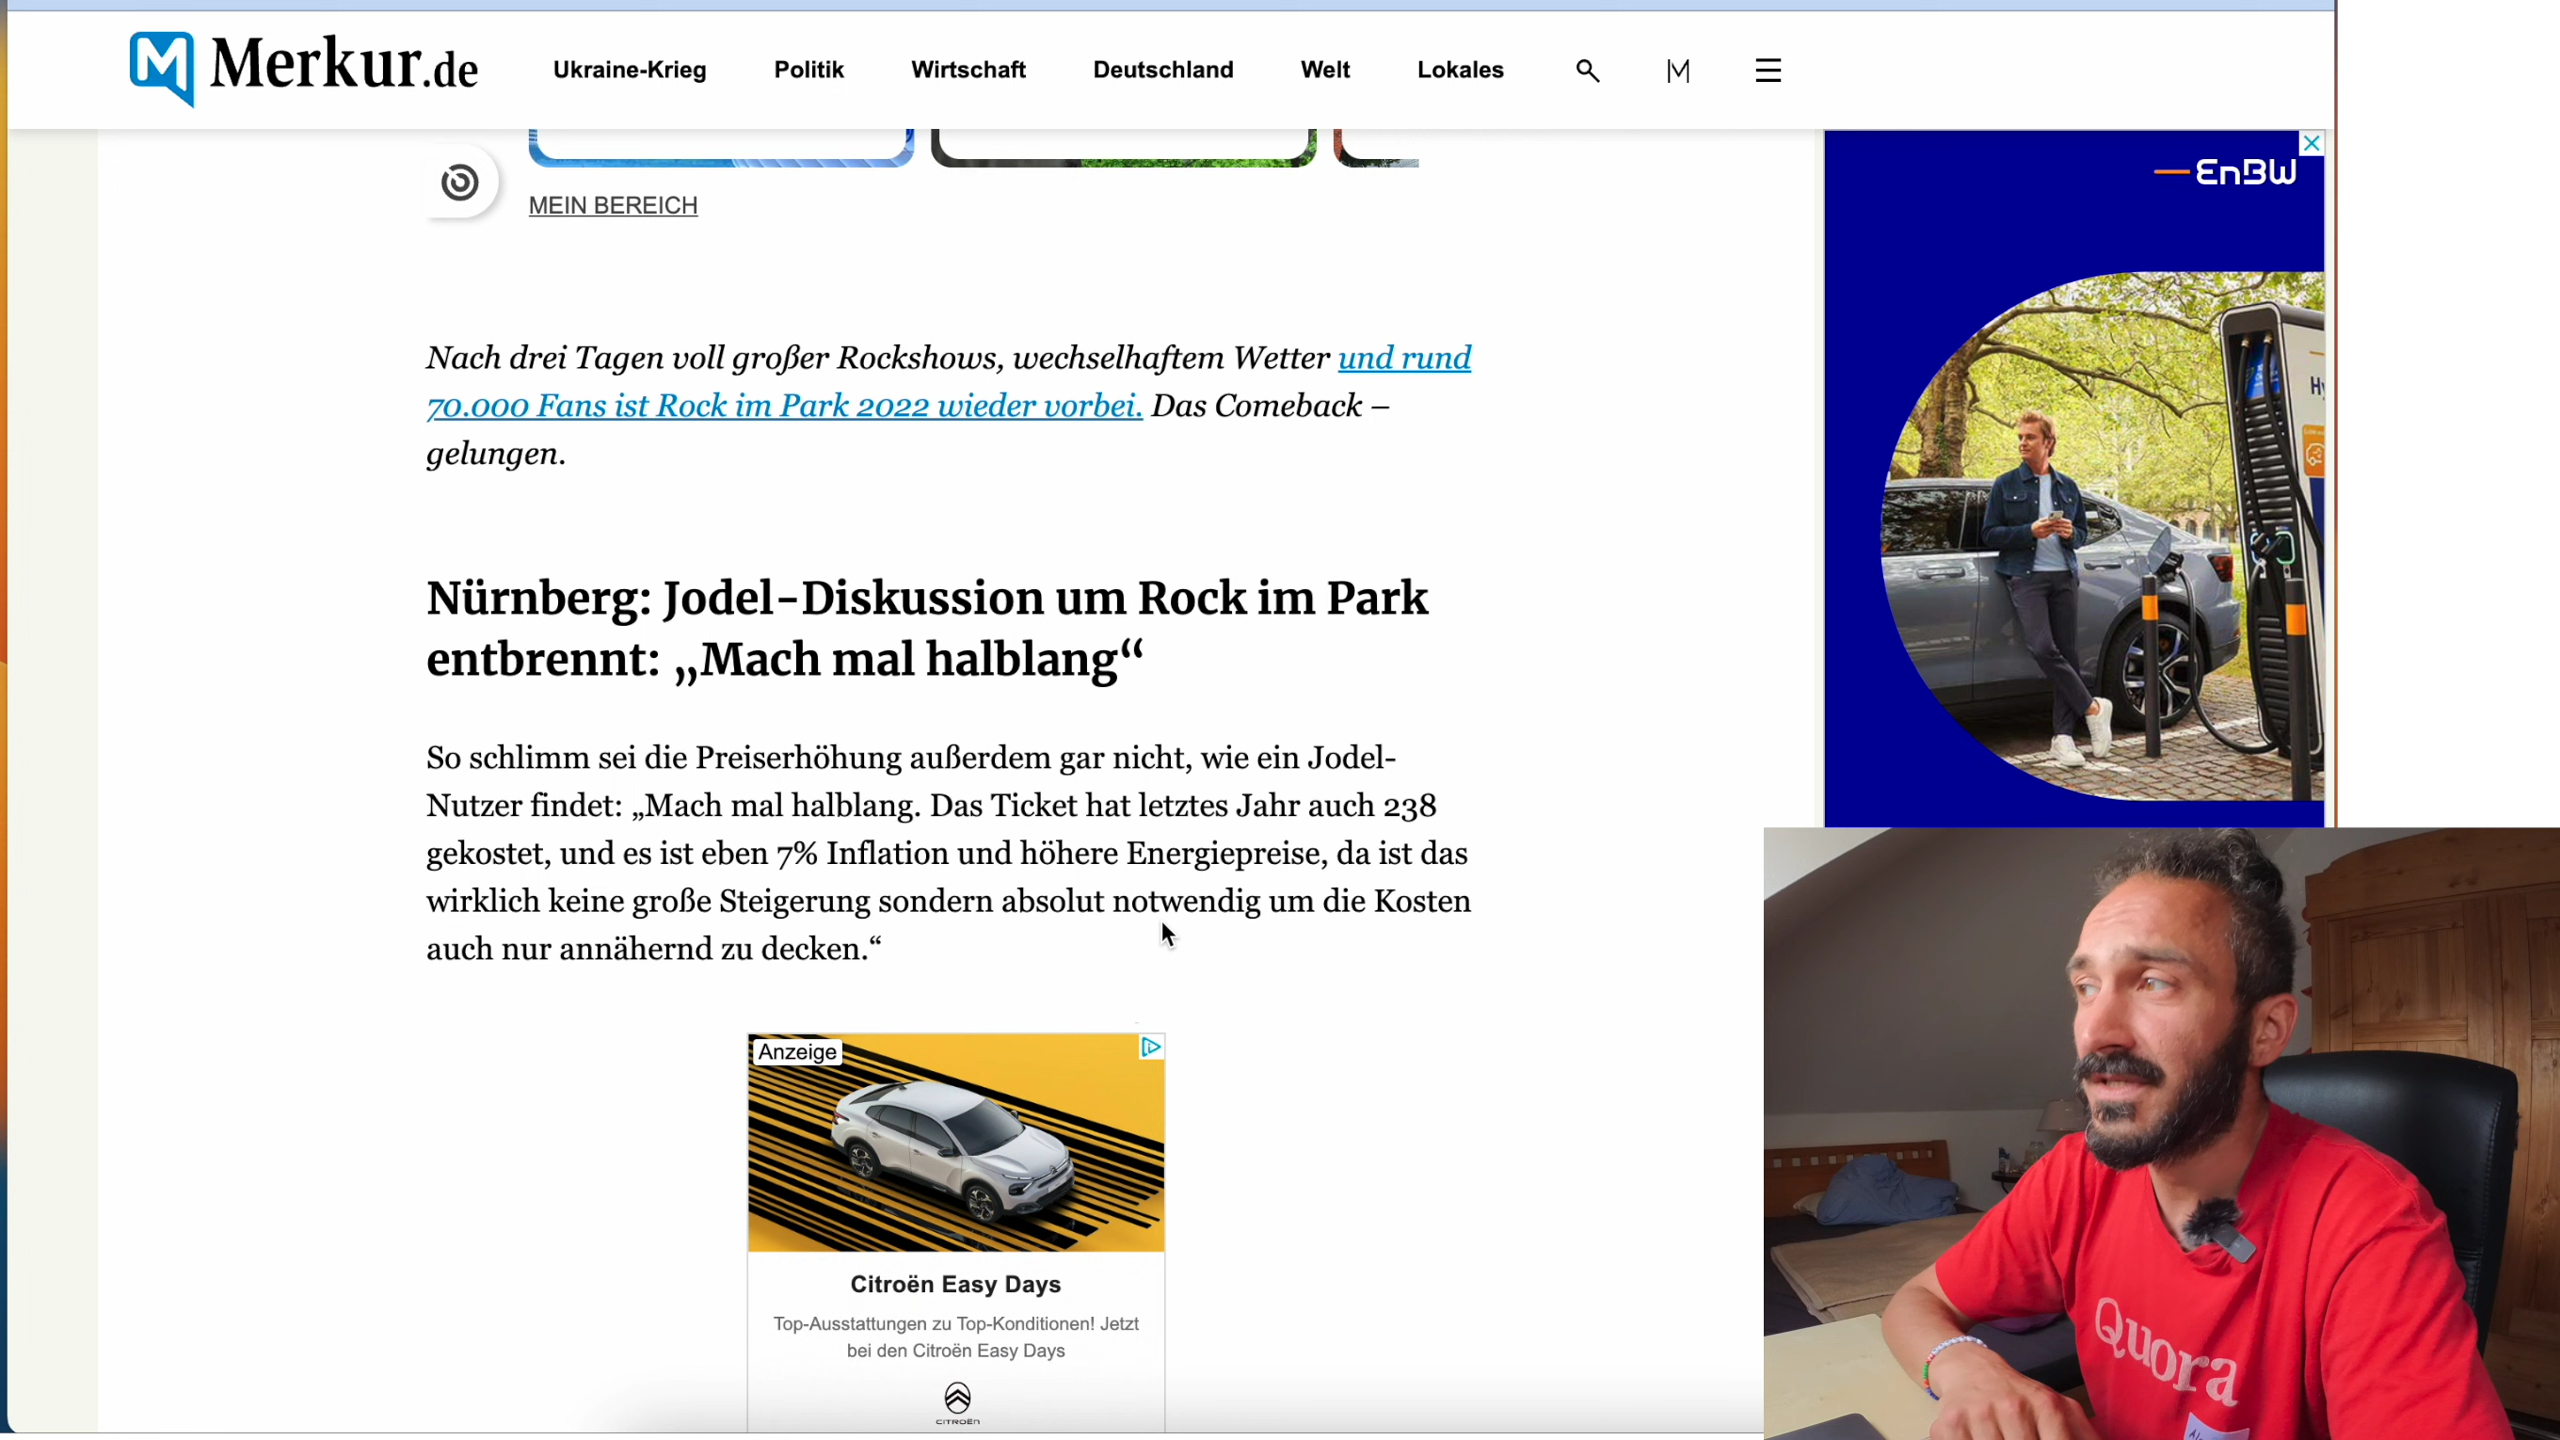 Merkur.de
Ukraine-Krieg
Politik
Wirtschaft
Deutschland
Welt
Lokales
MEIN BEREICH
EnBW
Nach drei Tagen voll großer Rockshows, wechselhaftem Wetter und rund
70.000 Fans ist Rock im Park 2022 wieder vorbei. Das Comeback –
gelungen.
Nürnberg: Jodel-Diskussion um Rock im Park
entbrennt: „Mach mal halblang“
So schlimm sei die Preiserhöhung außerdem gar nicht, wie ein Jodel-
Nutzer findet: „Mach mal halblang. Das Ticket hat letztes Jahr auch 238
gekostet, und es ist eben 7% Inflation und höhere Energiepreise, da ist das
wirklich keine große Steigerung sondern absolut notwendig um die Kosten
auch nur annähernd zu decken.“
Anzeige
Citroën Easy Days
Top-Ausstattungen zu Top-Konditionen! Jetzt
bei den Citroën Easy Days
CITROËN
Quora